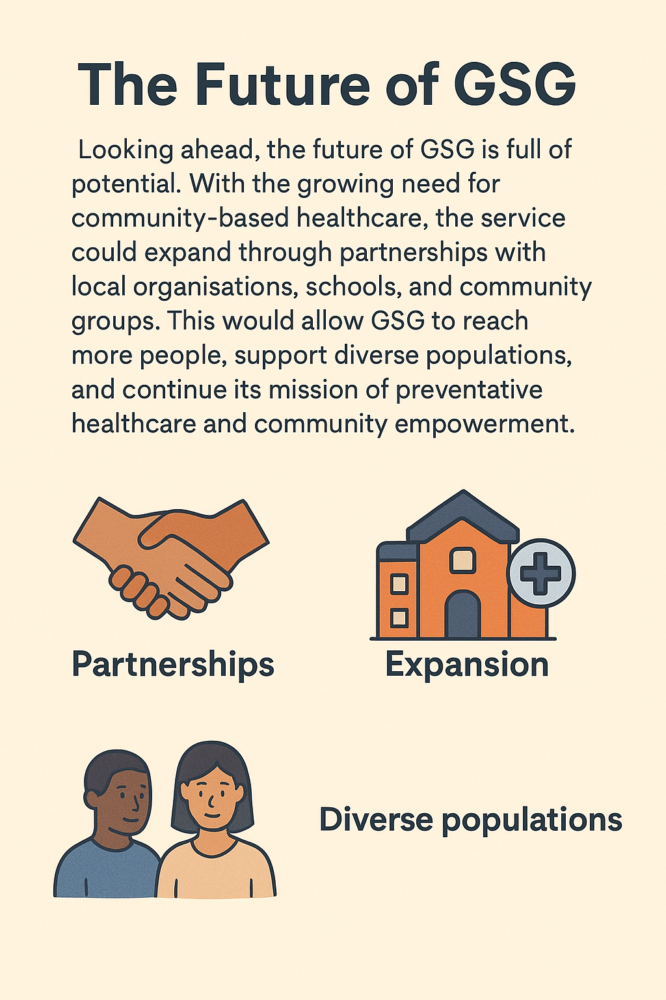 The Future of GSG
Looking ahead, the future of GSG is full of
potential. With the growing need for
community-based healthcare, the service
could expand through partnerships with
local organisations, schools, and community
groups. This would allow GSG to reach
more people, support diverse populations,
and continue its mission of preventative
healthcare and community empowerment.
Partnerships
Expansion
Diverse populations